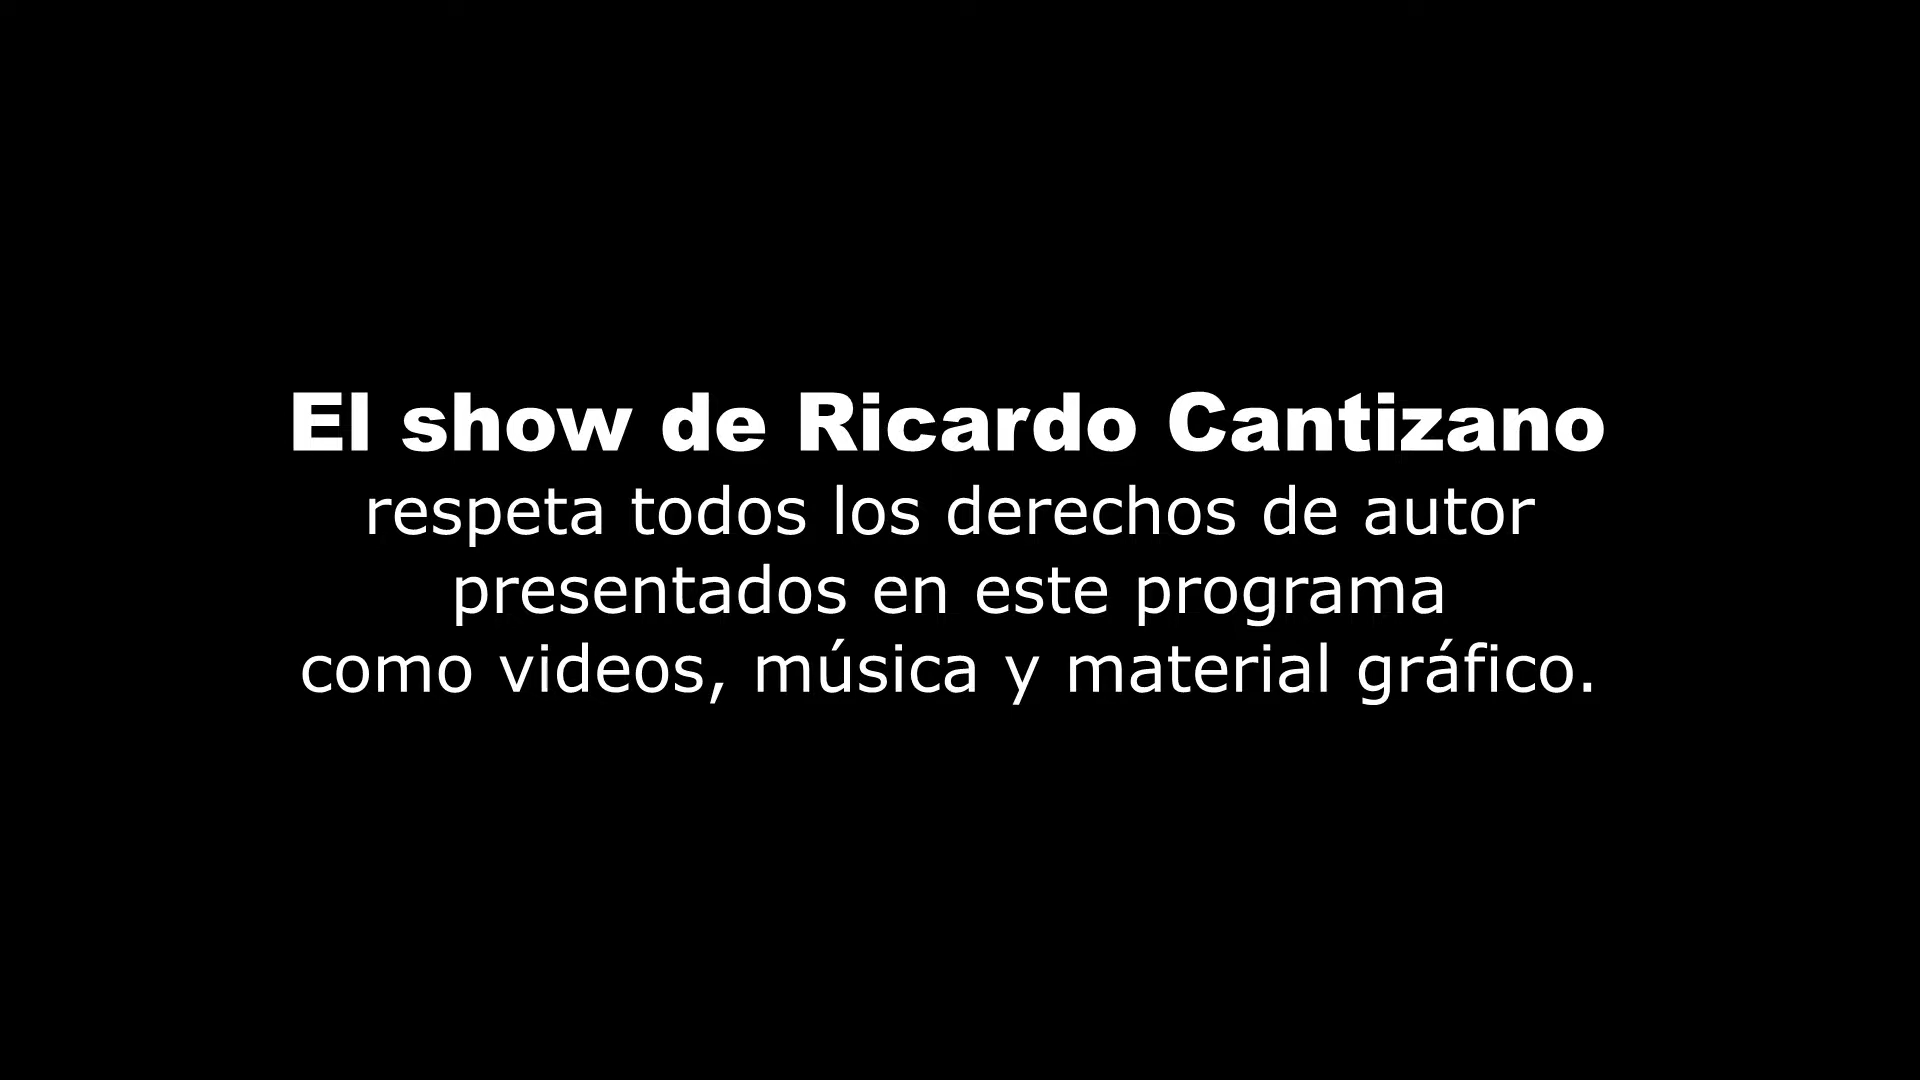 El show de Ricardo Cantizano
respeta todos los derechos de autor
presentados en este programa
como videos, música y material gráfico.